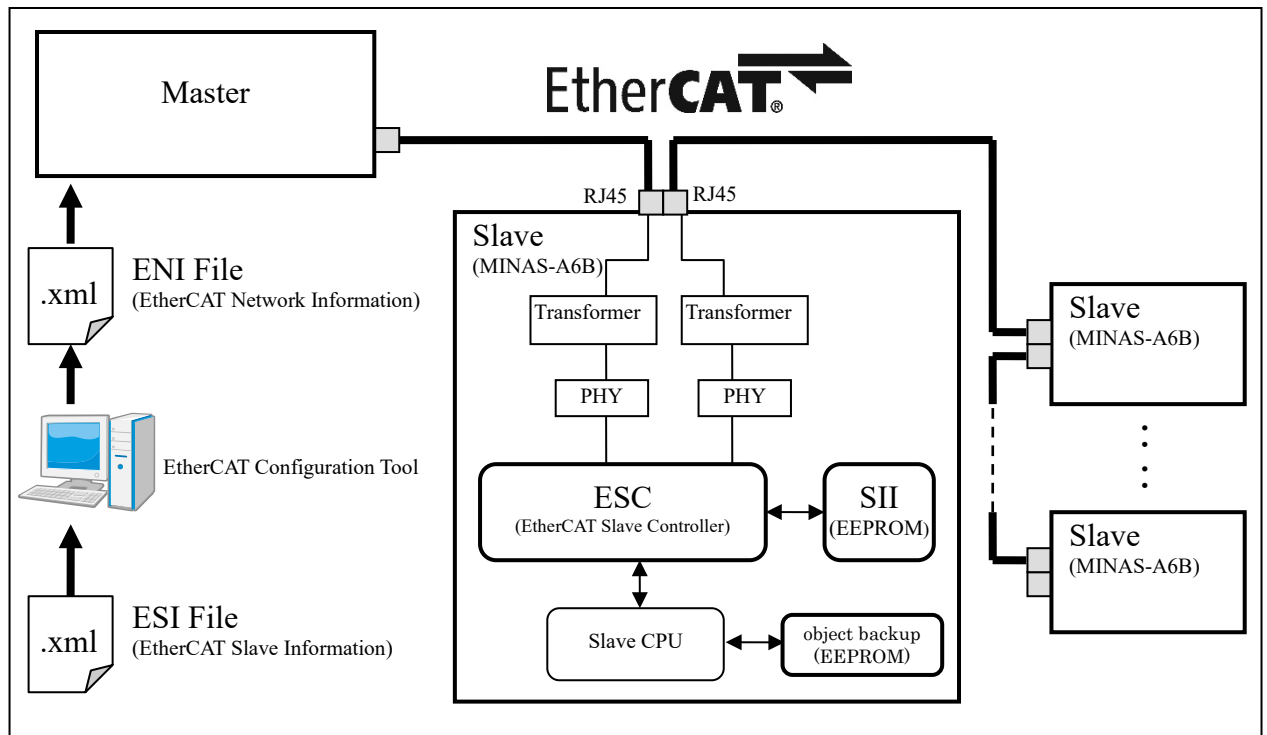 Master
EtherCAT®
RJ45
RJ45
Slave
(MINAS-A6B)
Transformer
Transformer
PHY
PHY
ESC
(EtherCAT Slave Controller)
SII
(EEPROM)
Slave CPU
object backup
(EEPROM)
.xml
ENI File
(EtherCAT Network Information)
EtherCAT Configuration Tool
.xml
ESI File
(EtherCAT Slave Information)
Slave
(MINAS-A6B)
Slave
(MINAS-A6B)